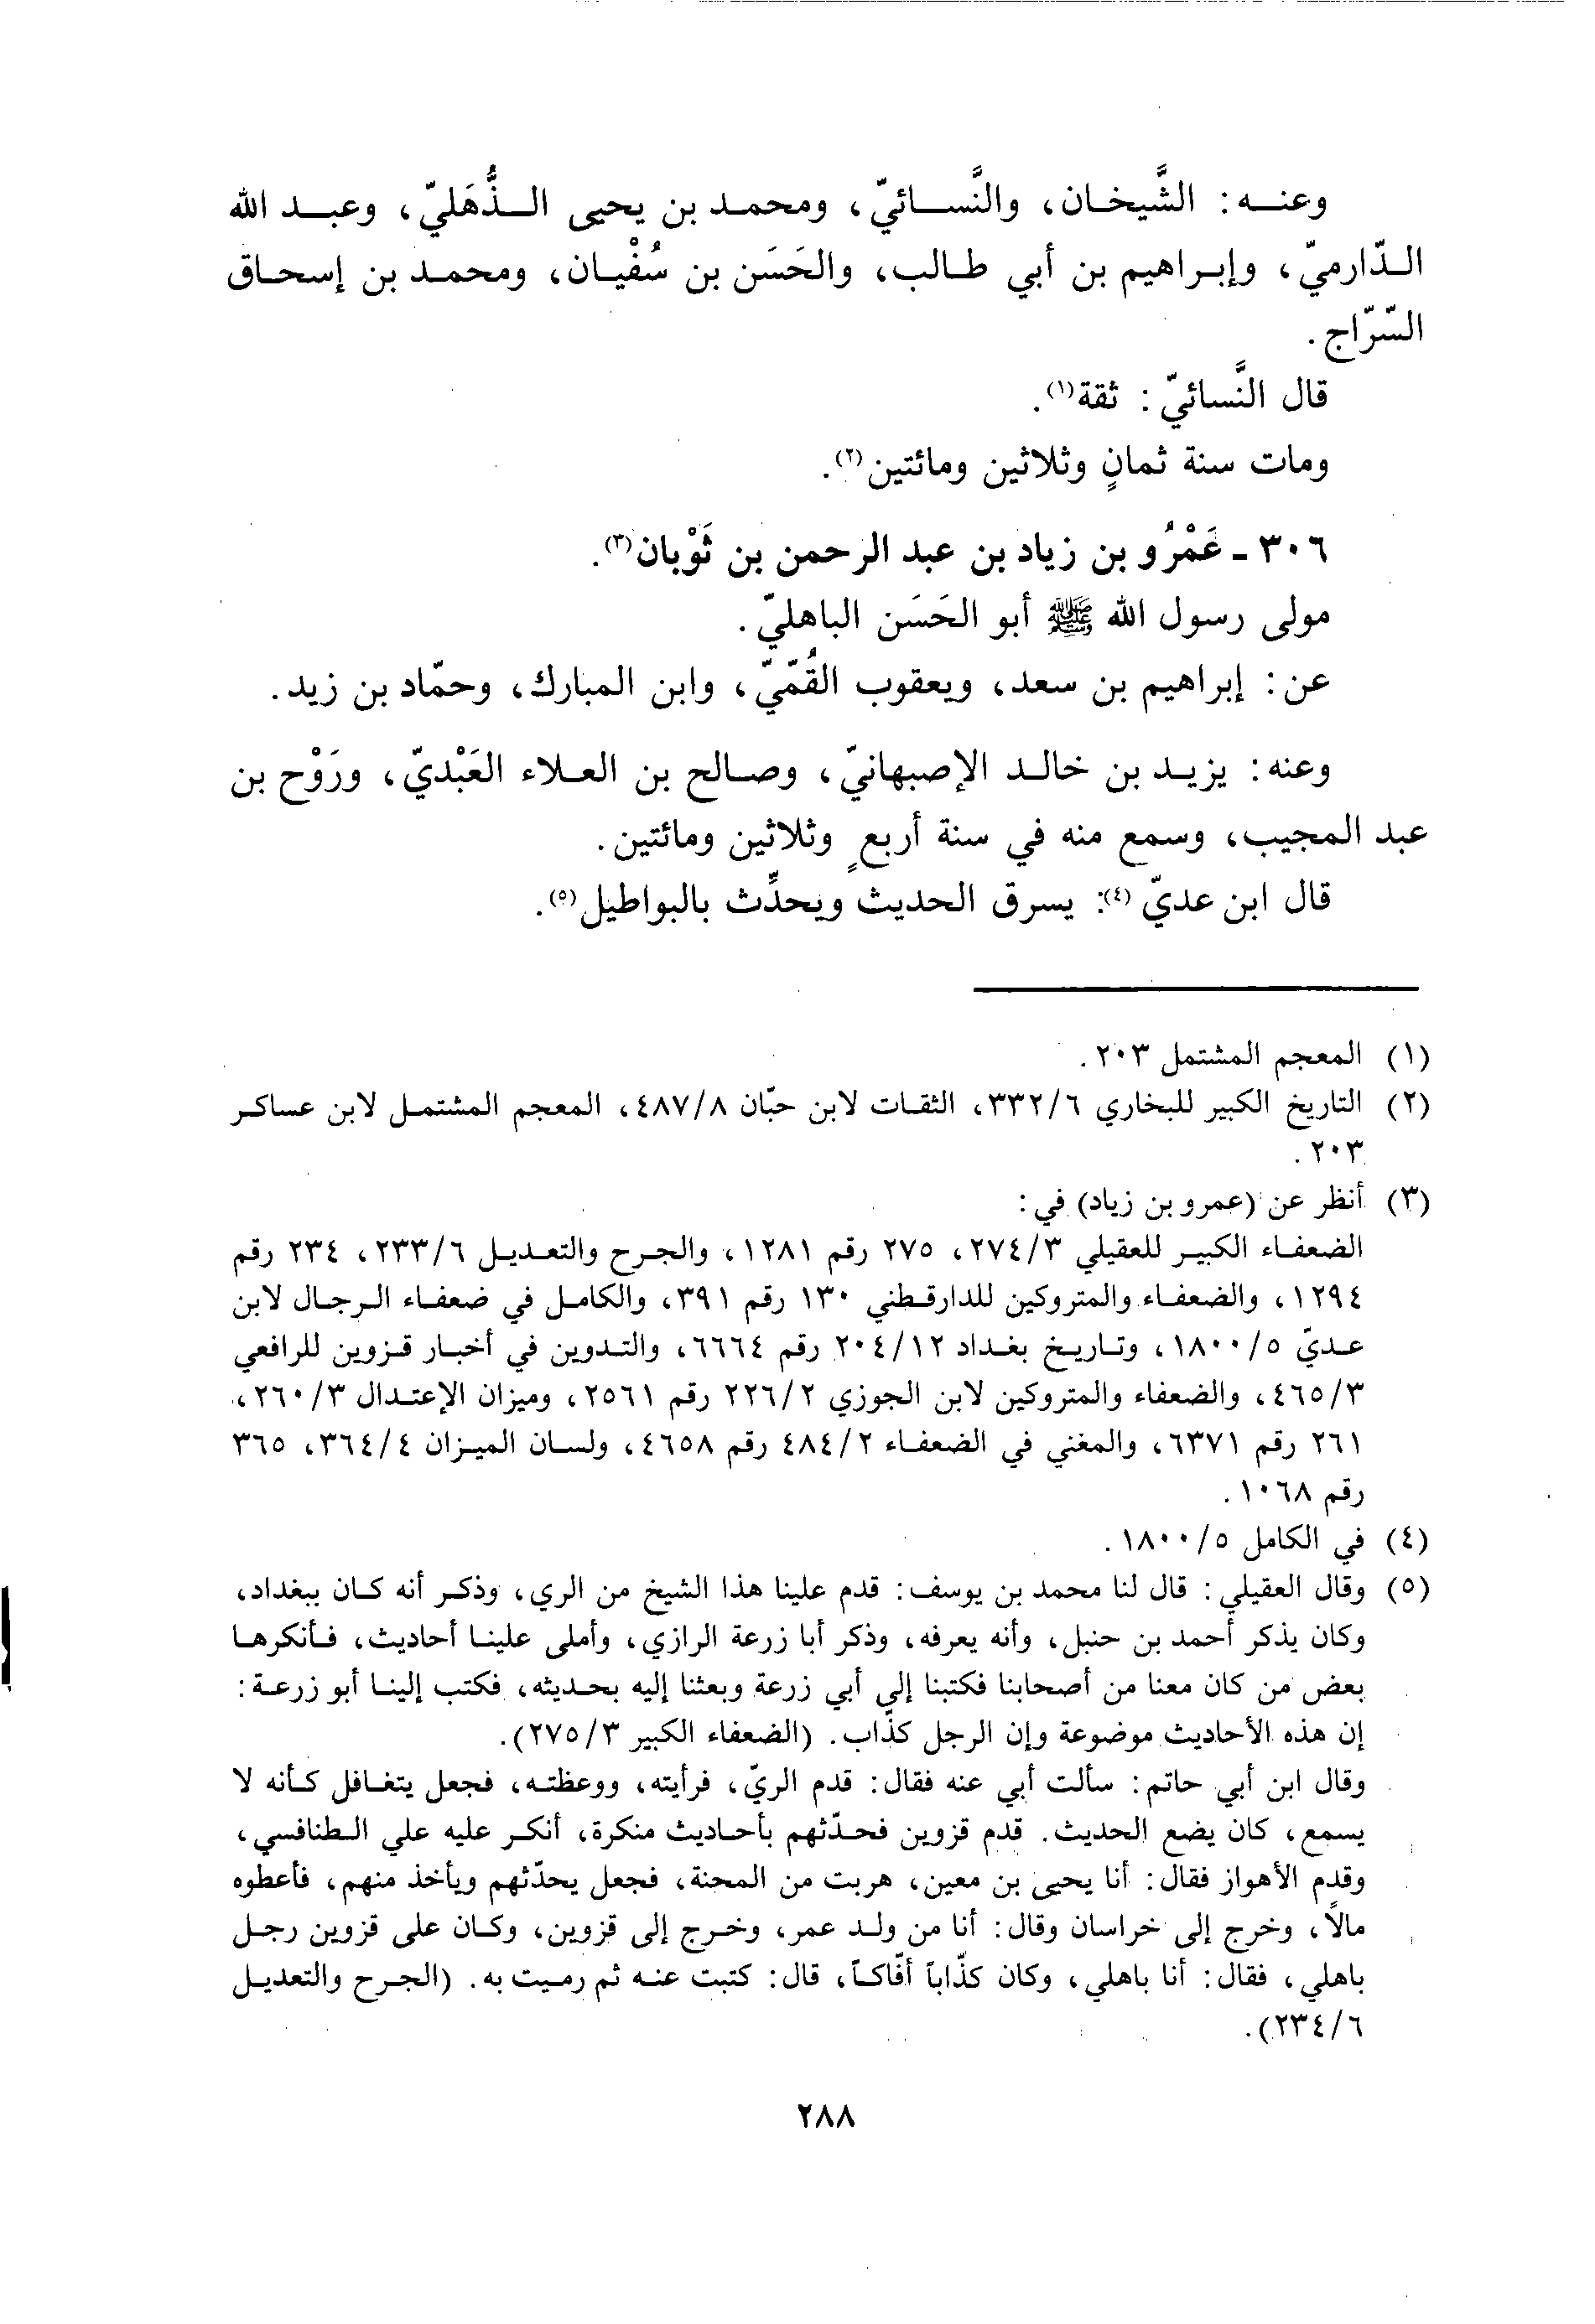 وعنه: الشَّيخان، والنَّسائيّ، ومحمد بن يحيى الذُّهَليّ، وعبد الله
الدّارميّ، وإبراهيم بن أبي طالب، والحَسَن بن سُفْيان، ومحمد بن إسحاق
السّرّاج.
قال النَّسائيّ: ثقة(١).
ومات سنة ثمانٍ وثلاثين ومائتين(٢).
٣٠٦ - عَمْرُو بن زياد بن عبد الرحمن بن ثَوْبان(٣).
مولى رسول الله ﷺ أبو الحَسَن الباهليّ.
عن: إبراهيم بن سعد، ويعقوب القُمّيّ، وابن المبارك، وحمّاد بن زيد.
وعنه: يزيد بن خالد الإصبهانيّ، وصالح بن العلاء العَبْديّ، ورَوْح بن
عبد المجيب، وسمع منه في سنة أربعٍ وثلاثين ومائتين.
قال ابن عديّ(٤): يسرق الحديث ويحدِّث بالبواطيل(٥).
(١) المعجم المشتمل ٢٠٣.
(٢) التاريخ الكبير للبخاري ٦/٣٣٢، الثقات لابن حبّان ٨/٤٨٧، المعجم المشتمل لابن عساكر
٢٠٣.
(٣) أنظر عن (عمرو بن زياد) في:
الضعفاء الكبير للعقيلي ٣/٢٧٤، ٢٧٥ رقم ١٢٨١، والجرح والتعديل ٦/٢٣٣، ٢٣٤ رقم
١٢٩٤، والضعفاء والمتروكين للدارقطني ١٣٠ رقم ٣٩١، والكامل في ضعفاء الرجال لابن
عديّ ٥/١٨٠٠، وتاريخ بغداد ١٢/٢٠٤ رقم ٦٦٦٤، والتدوين في أخبار قزوين للرافعي
٣/٤٦٥، والضعفاء والمتروكين لابن الجوزي ٢/٢٢٦ رقم ٢٥٦١، وميزان الإعتدال ٣/٢٦٠،
٢٦١ رقم ٦٣٧١، والمغني في الضعفاء ٢/٤٨٤ رقم ٤٦٥٨، ولسان الميزان ٤/٣٦٤، ٣٦٥
رقم ١٠٦٨.
(٤) في الكامل ٥/١٨٠٠.
(٥) وقال العقيلي: قال لنا محمد بن يوسف: قدم علينا هذا الشيخ من الري، وذكر أنه كان ببغداد،
وكان يذكر أحمد بن حنبل، وأنه يعرفه، وذكر أبا زرعة الرازي، وأملى علينا أحاديث، فأنكرها
بعض من كان معنا من أصحابنا فكتبنا إلى أبي زرعة وبعثنا إليه بحديثه، فكتب إلينا أبو زرعة:
إن هذه الأحاديث موضوعة وإن الرجل كذّاب. (الضعفاء الكبير ٣/٢٧٥).
وقال ابن أبي حاتم: سألت أبي عنه فقال: قدم الريّ، فرأيته، ووعظته، فجعل يتغافل كأنه لا
يسمع، كان يضع الحديث. قدم قزوين فحدّثهم بأحاديث منكرة، أنكر عليه علي الطنافسي،
وقدم الأهواز فقال: أنا يحيى بن معين، هربت من المحنة، فجعل يحدّثهم ويأخذ منهم، فأعطوه
مالًا، وخرج إلى خراسان وقال: أنا من ولد عمر، وخرج إلى قزوين، وكان على قزوين رجل
باهلي، فقال: أنا باهلي، وكان كذّاباً أفّاكاً، قال: كتبت عنه ثم رميت به. (الجرح والتعديل
٦/٢٣٤).
٢٨٨